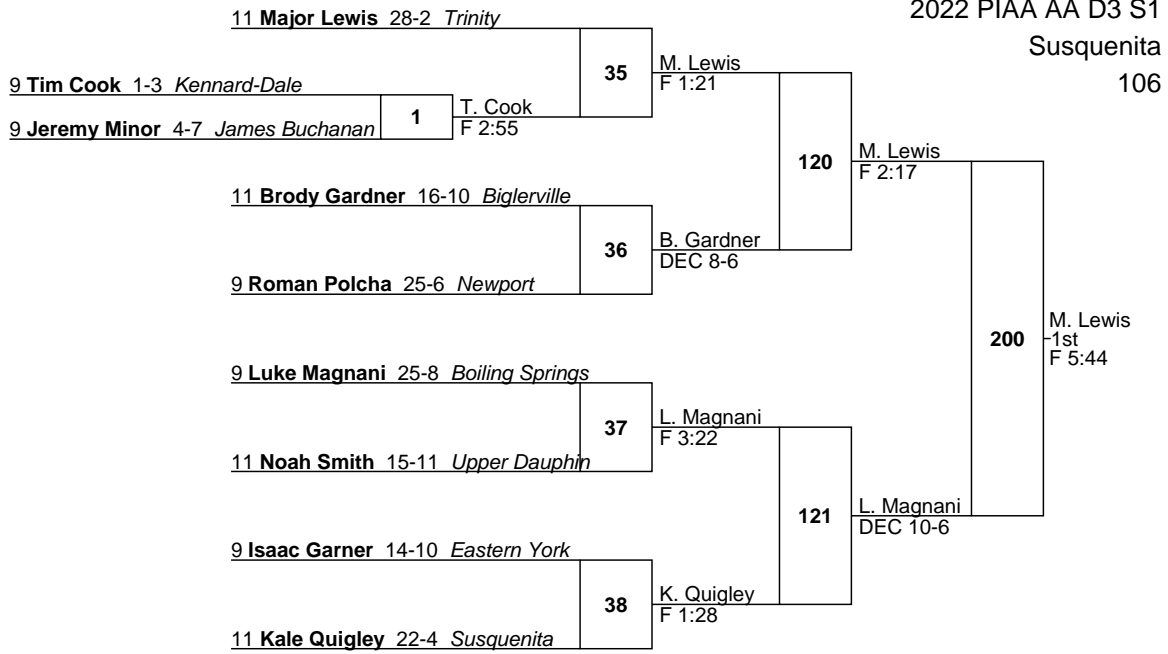 2022 PIAA AA D3 S1
Susquenita
106
11 Major Lewis 28-2 Trinity
35
M. Lewis
F 1:21
9 Tim Cook 1-3 Kennard-Dale
1
T. Cook
F 2:55
9 Jeremy Minor 4-7 James Buchanan
120
M. Lewis
F 2:17
11 Brody Gardner 16-10 Biglerville
36
B. Gardner
DEC 8-6
9 Roman Polcha 25-6 Newport
200
M. Lewis
1st
F 5:44
9 Luke Magnani 25-8 Boiling Springs
37
L. Magnani
F 3:22
11 Noah Smith 15-11 Upper Dauphin
121
L. Magnani
DEC 10-6
9 Isaac Garner 14-10 Eastern York
38
K. Quigley
F 1:28
11 Kale Quigley 22-4 Susquenita